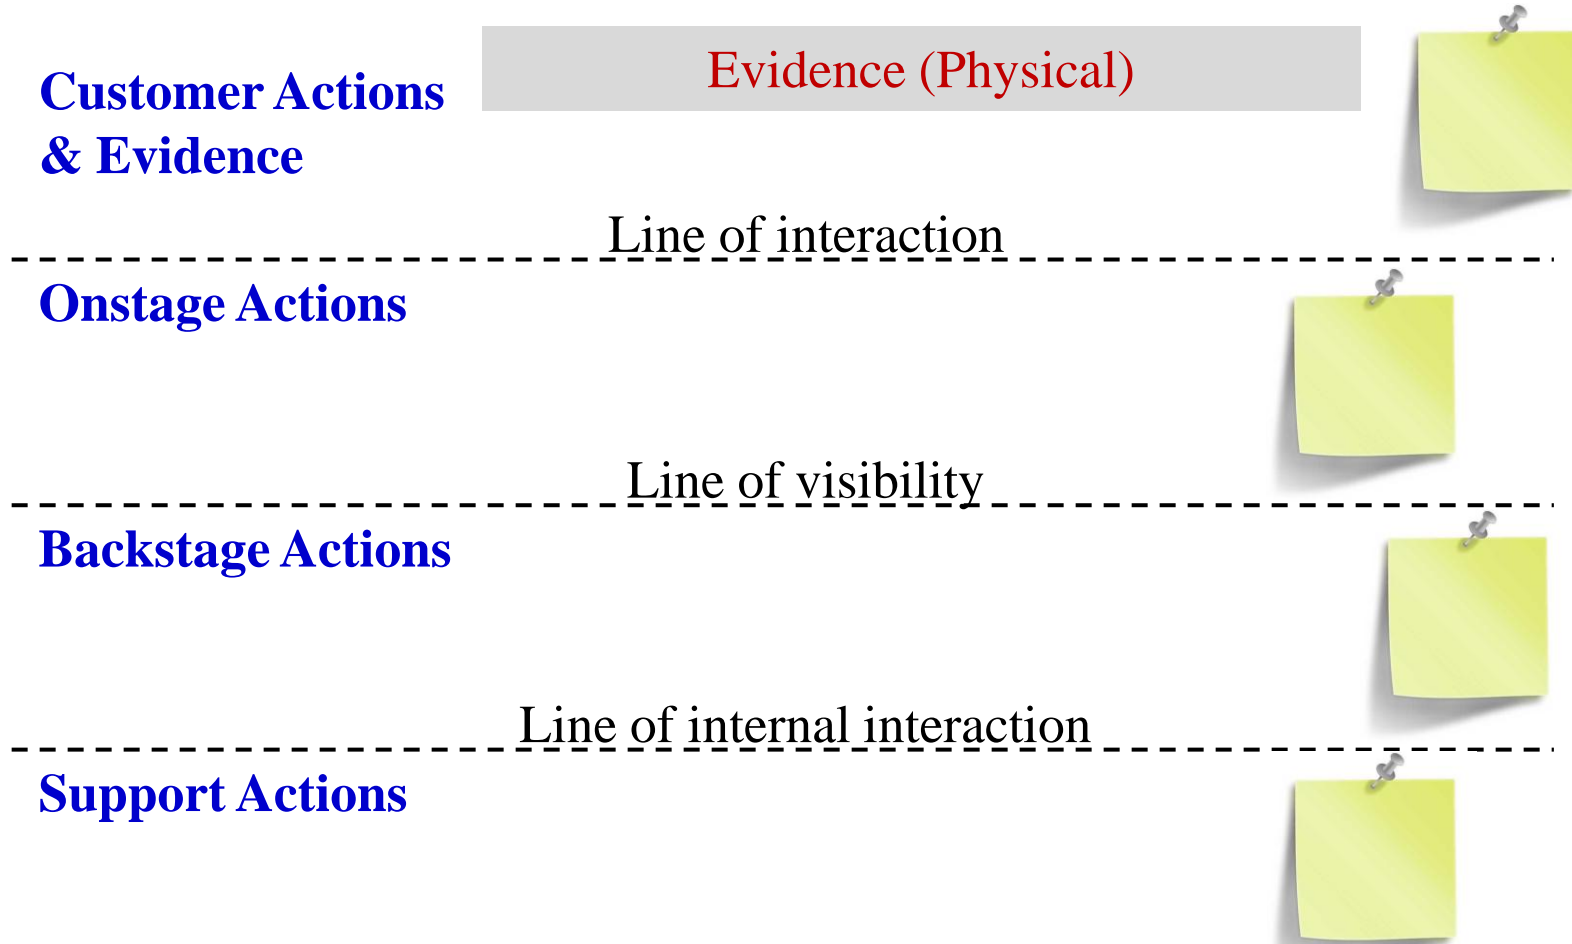 Evidence (Physical)
Customer Actions
& Evidence
Line of interaction
Onstage Actions
Line of visibility
Backstage Actions
Line of internal interaction
Support Actions